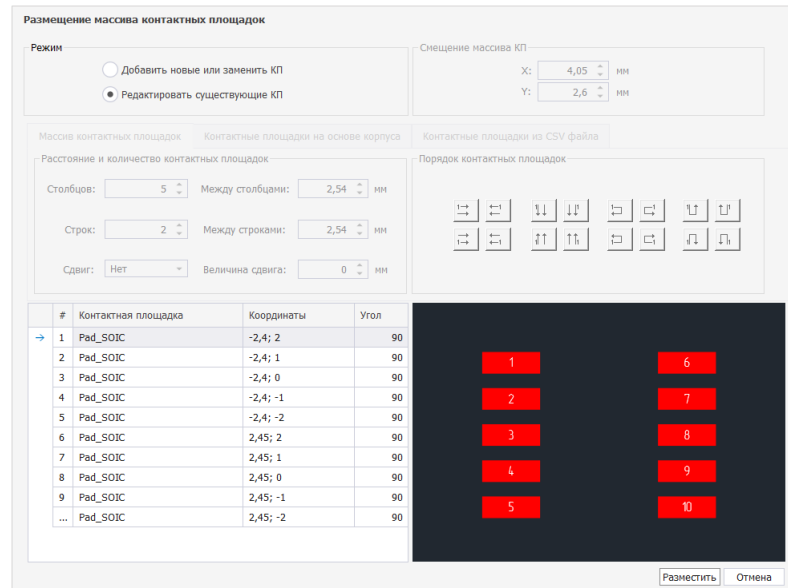 Размещение массива контактных площадок
Режим
Добавить новые или заменить КП
Редактировать существующие КП
Смещение массива КП
X: 4,05 мм
Y: 2,6 мм
Массив контактных площадок Контактные площадки на основе корпуса Контактные площадки из CSV файла
Расстояние и количество контактных площадок
Столбцов: 5 Между столбцами: 2,54 мм
Строк: 2 Между строками: 2,54 мм
Сдвиг: Нет Величина сдвига: 0 мм
Порядок контактных площадок
# Контактная площадка Координаты Угол
1 Pad_SOIC -2,4; 2 90
2 Pad_SOIC -2,4; 1 90
3 Pad_SOIC -2,4; 0 90
4 Pad_SOIC -2,4; -1 90
5 Pad_SOIC -2,4; -2 90
6 Pad_SOIC 2,45; 2 90
7 Pad_SOIC 2,45; 1 90
8 Pad_SOIC 2,45; 0 90
9 Pad_SOIC 2,45; -1 90
... Pad_SOIC 2,45; -2 90
1 6
2 7
3 8
4 9
5 10
Разместить Отмена